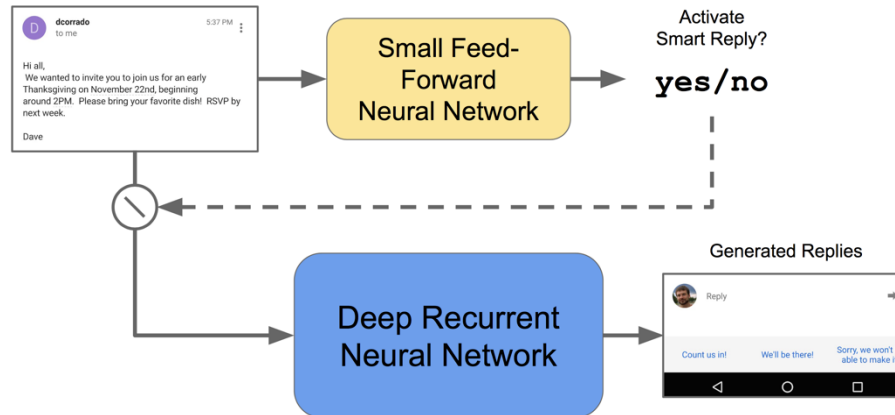 D
dcorrado
5:37 PM
to me
Hi all,
We wanted to invite you to join us for an early
Thanksgiving on November 22nd, beginning
around 2PM. Please bring your favorite dish! RSVP by
next week.
Dave
Small Feed-
Forward
Neural Network
Activate
Smart Reply?
yes/no
Deep Recurrent
Neural Network
Generated Replies
Reply
Count us in!
We'll be there!
Sorry, we won't
able to make